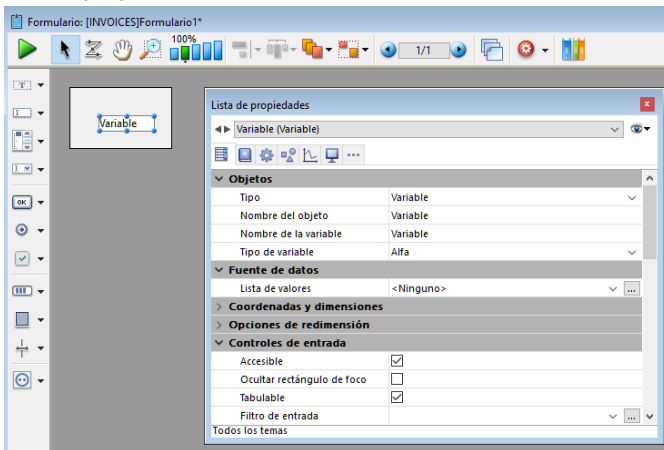 Formulario: [INVOICES]Formulario1*
100%
1/1
T
I
OK
Variable
Lista de propiedades
x
Variable (Variable)
Objetos
Tipo Variable
Nombre del objeto Variable
Nombre de la variable Variable
Tipo de variable Alfa
Fuente de datos
Lista de valores <Ninguno> ...
Coordenadas y dimensiones
Opciones de redimensión
Controles de entrada
Accesible
Ocultar rectángulo de foco
Tabulable
Filtro de entrada ...
Todos los temas